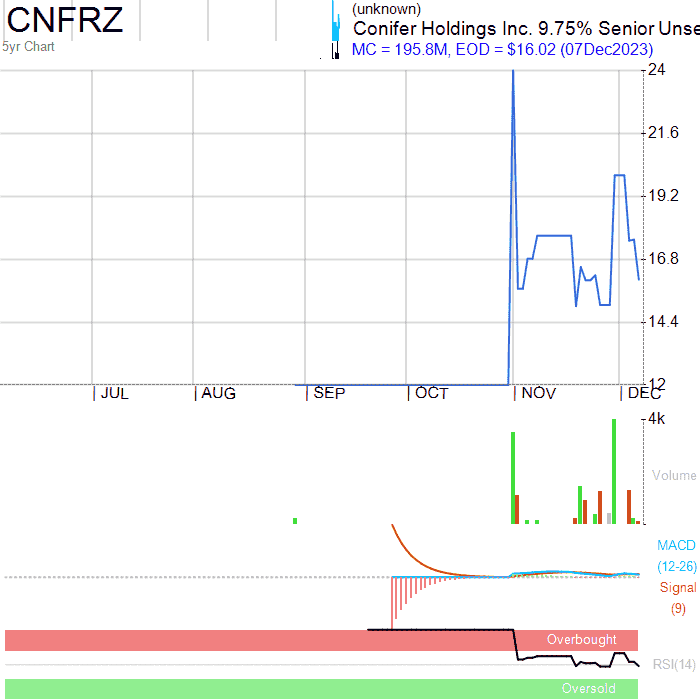 CNFRZ
5yr Chart
(unknown)
Conifer Holdings Inc. 9.75% Senior Unse
MC = 195.8M, EOD = $16.02 (07Dec2023)
24
21.6
19.2
16.8
14.4
12
JUL AUG SEP OCT NOV DEC
4k
Volume
MACD
(12-26)
Signal
(9)
Overbought
RSI(14)
Oversold